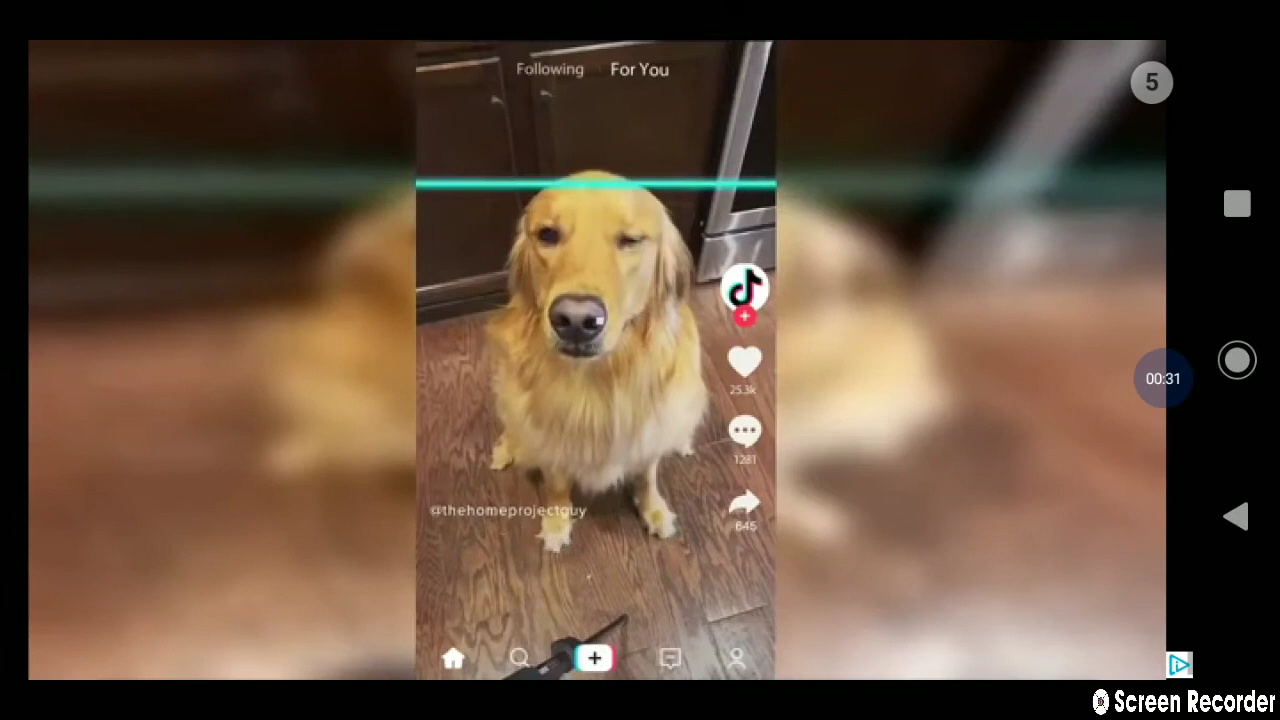 Following For You
5
25.3k
00:31
1281
@thehomeprojectguy
645
Screen Recorder